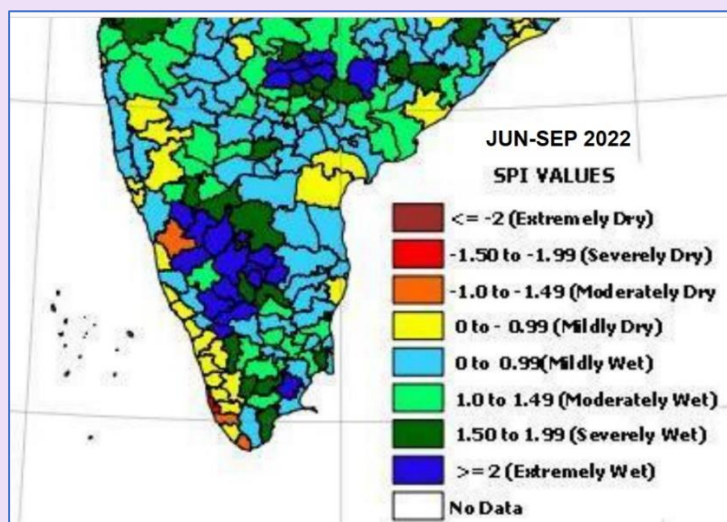 JUN-SEP 2022
SPI VALUES
<= -2 (Extremely Dry)
-1.50 to -1.99 (Severely Dry)
-1.0 to -1.49 (Moderately Dry
0 to - 0.99 (Mildly Dry)
0 to 0.99(Mildly Wet)
1.0 to 1.49 (Moderately Wet)
1.50 to 1.99 (Severely Wet)
>= 2 (Extremely Wet)
No Data